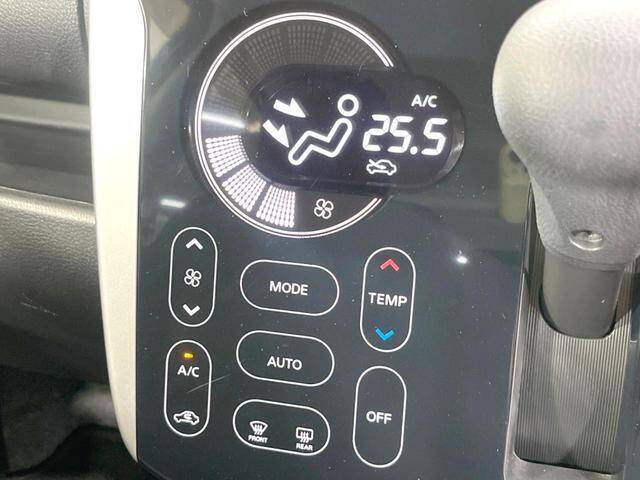 A/C
25.5
MODE
TEMP
AUTO
A/C
OFF
FRONT
REAR